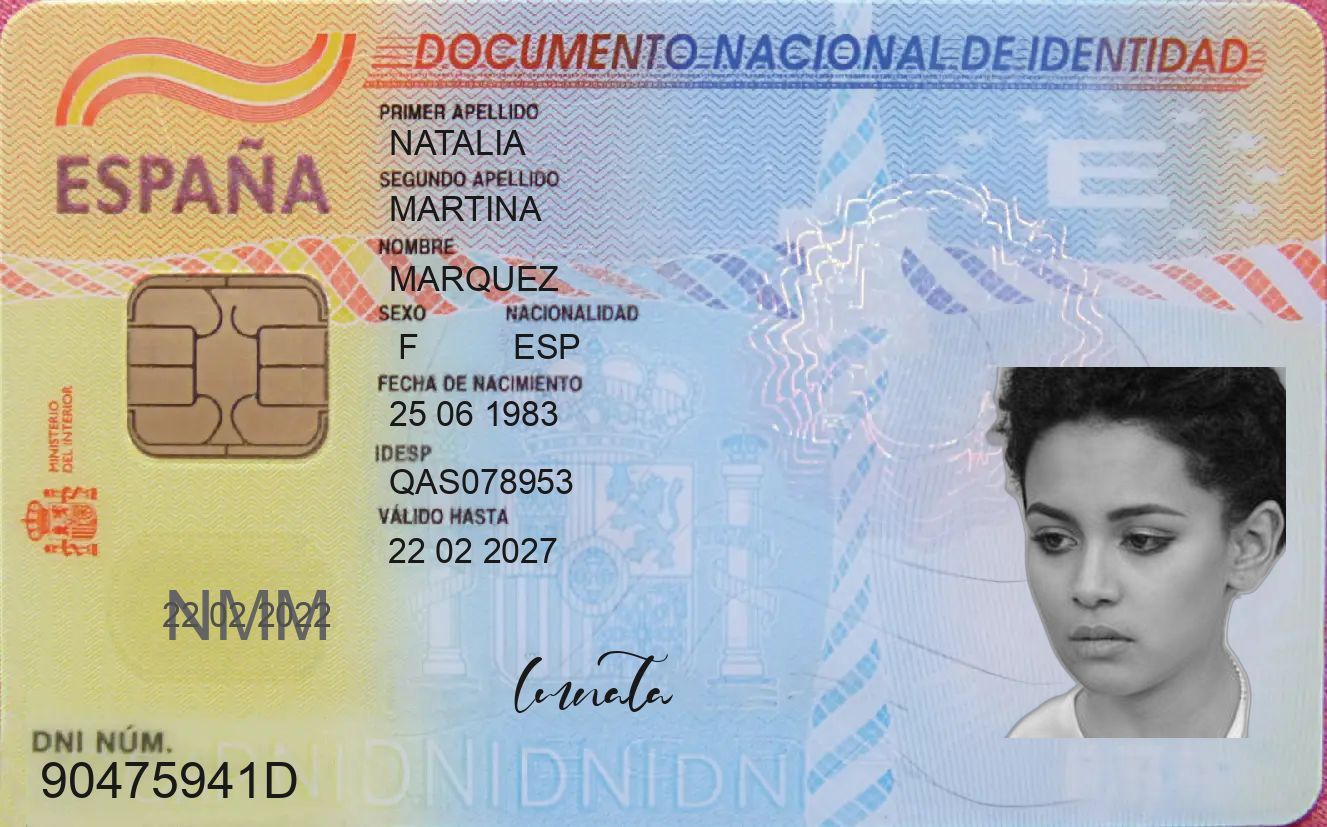 DOCUMENTO NACIONAL DE IDENTIDAD
ESPAÑA
PRIMER APELLIDO
NATALIA
SEGUNDO APELLIDO
MARTINA
NOMBRE
MARQUEZ
SEXO NACIONALIDAD
F ESP
FECHA DE NACIMIENTO
25 06 1983
IDESP
QAS078953
VÁLIDO HASTA
22 02 2027
MINISTERIO
DEL INTERIOR
E
NMM
22 02 2022
DNI NÚM.
90475941D
DNIDNIDNIDNI